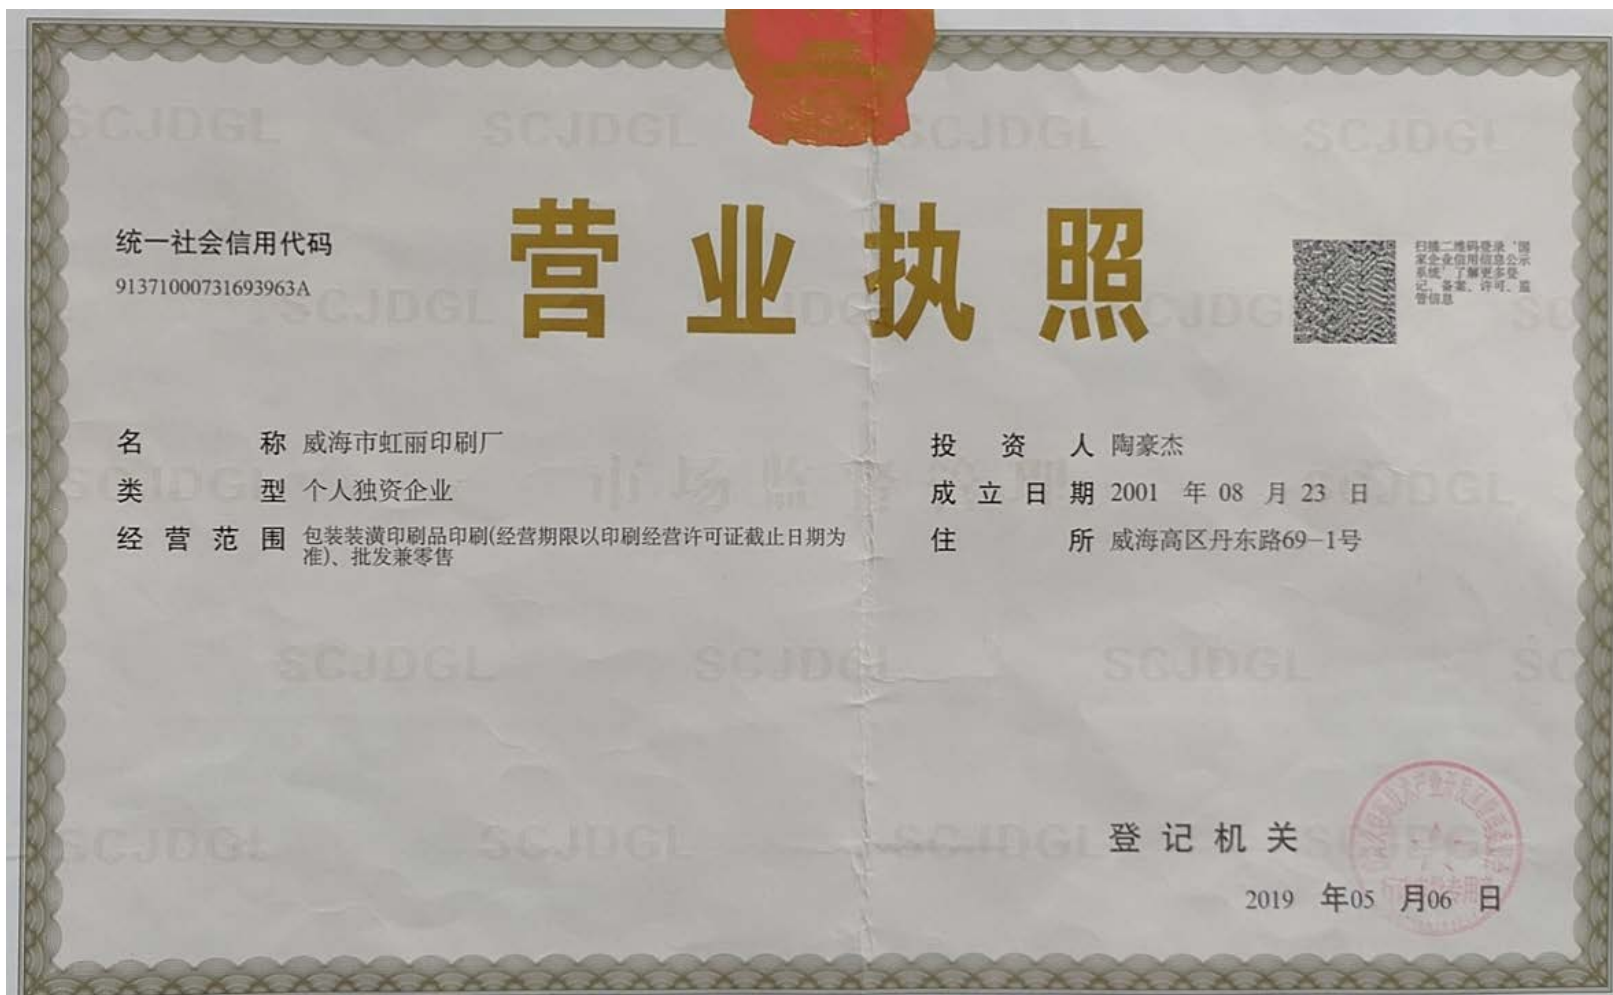 营业执照
统一社会信用代码
91371000731693963A
扫描二维码登录‘国
家企业信用信息公示
系统’了解更多登
记、备案、许可、监
管信息
名称 威海市虹丽印刷厂
类型 个人独资企业
经营范围 包装装潢印刷品印刷(经营期限以印刷经营许可证截止日期为
准)、批发兼零售
投资人 陶豪杰
成立日期 2001 年 08 月 23 日
住所 威海高区丹东路69—1号
登记机关
2019 年05 月06 日
SCJDGL
市场监督管理